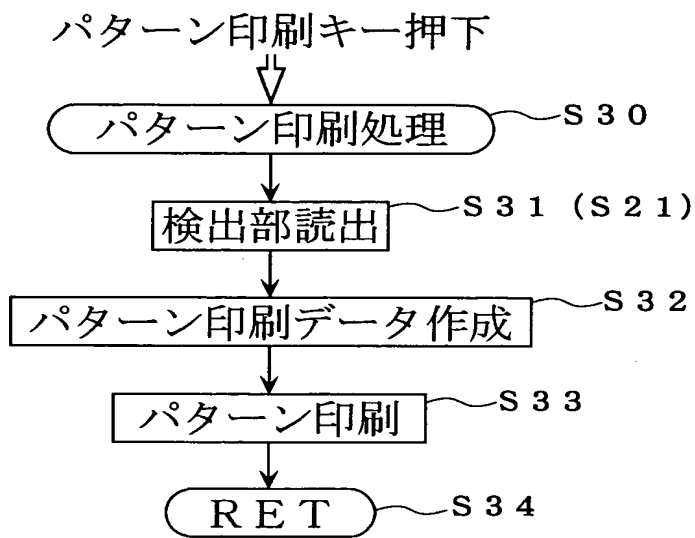 パターン印刷キー押下
パターン印刷処理 S30
検出部読出 S31 (S21)
パターン印刷データ作成 S32
パターン印刷 S33
RET S34